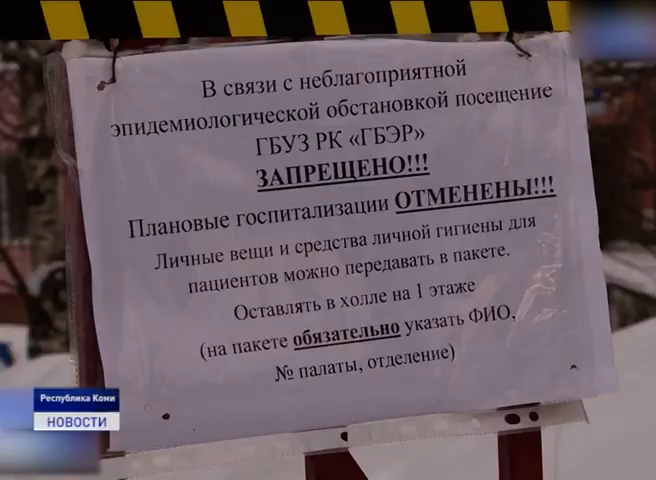 В связи с неблагоприятной
эпидемиологической обстановкой посещение
ГБУЗ РК «ГБЭР»
ЗАПРЕЩЕНО!!!
Плановые госпитализации ОТМЕНЕНЫ!!!
Личные вещи и средства личной гигиены для
пациентов можно передавать в пакете.
Оставлять в холле на 1 этаже
(на пакете обязательно указать ФИО,
№ палаты, отделение)
Республика Коми
НОВОСТИ